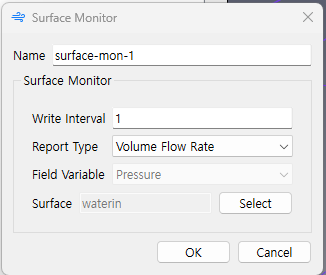 Surface Monitor
Name surface-mon-1
Surface Monitor
Write Interval 1
Report Type Volume Flow Rate
Field Variable Pressure
Surface waterin Select
OK Cancel